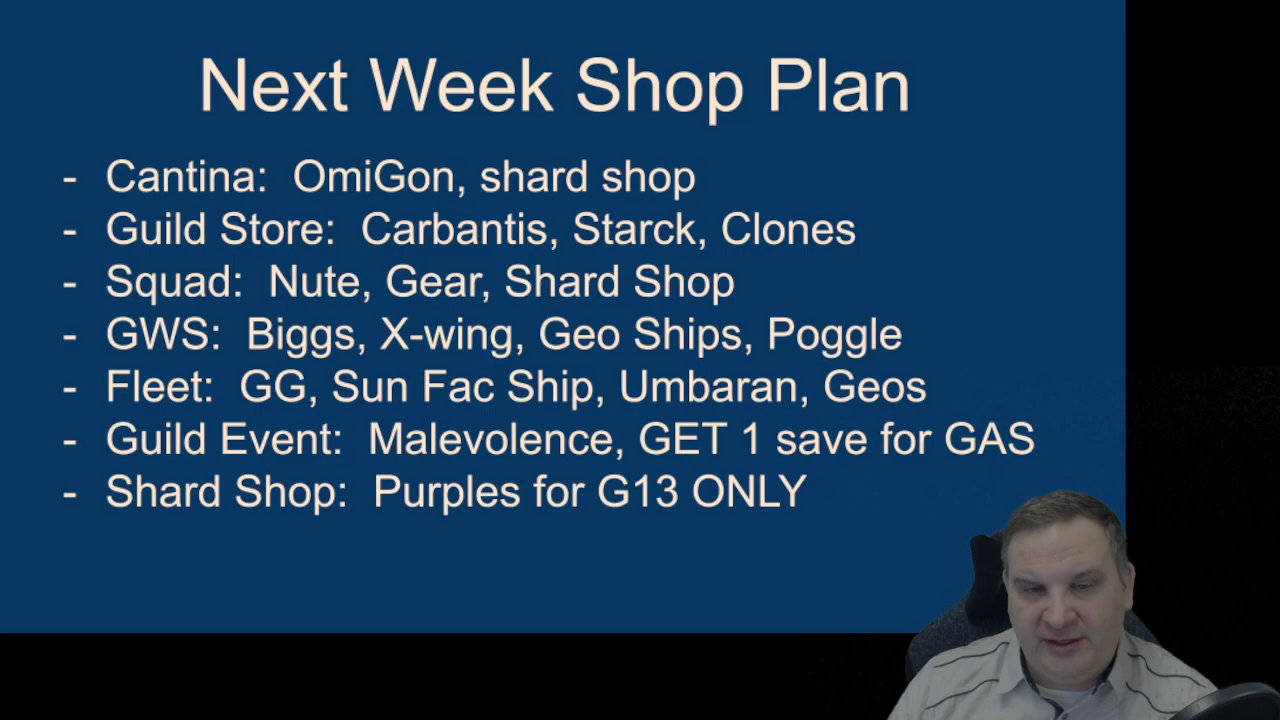 Next Week Shop Plan
- Cantina: OmiGon, shard shop
- Guild Store: Carbantis, Starck, Clones
- Squad: Nute, Gear, Shard Shop
- GWS: Biggs, X-wing, Geo Ships, Poggle
- Fleet: GG, Sun Fac Ship, Umbaran, Geos
- Guild Event: Malevolence, GET 1 save for GAS
- Shard Shop: Purples for G13 ONLY